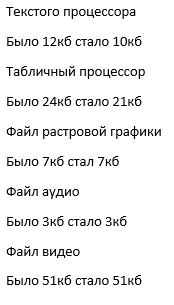 Текстого процессора
Было 12кб стало 10кб
Табличный процессор
Было 24кб стало 21кб
Файл растровой графики
Было 7кб стал 7кб
Файл аудио
Было 3кб стало 3кб
Файл видео
Было 51кб стало 51кб